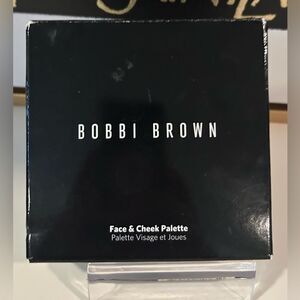 BOBBI BROWN
Face & Cheek Palette
Palette Visage et Joues